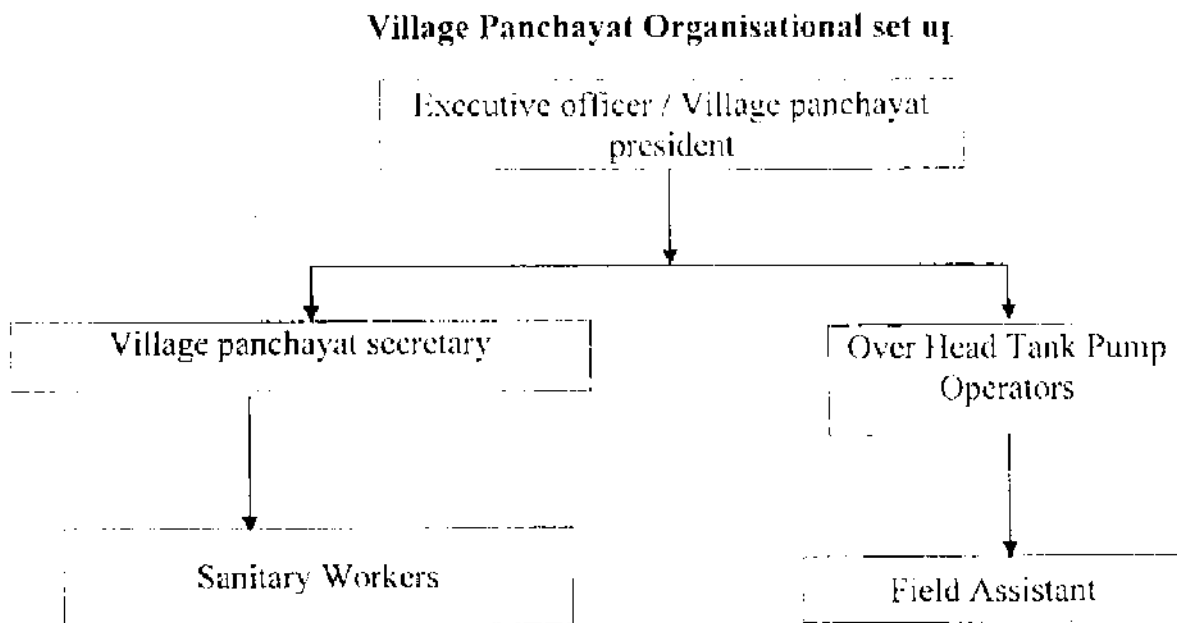 Village Panchayat Organisational set up
Executive officer / Village panchayat
president
Village panchayat secretary
Over Head Tank Pump
Operators
Sanitary Workers
Field Assistant